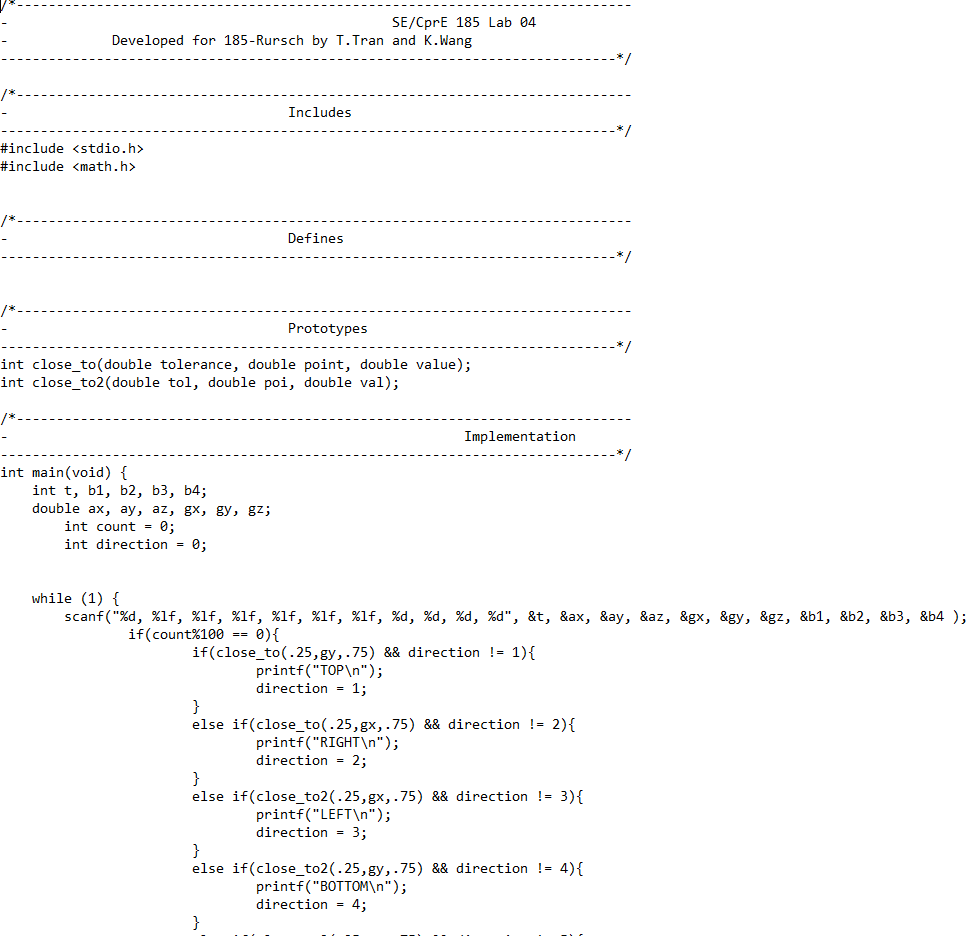 /*-----------------------------------------------------------------------------
-                                                SE/CprE 185 Lab 04
-             Developed for 185-Rursch by T.Tran and K.Wang
-----------------------------------------------------------------------------*/

/*-----------------------------------------------------------------------------
-                                   Includes
-----------------------------------------------------------------------------*/
#include <stdio.h>
#include <math.h>


/*-----------------------------------------------------------------------------
-                                   Defines
-----------------------------------------------------------------------------*/


/*-----------------------------------------------------------------------------
-                                   Prototypes
-----------------------------------------------------------------------------*/
int close_to(double tolerance, double point, double value);
int close_to2(double tol, double poi, double val);

/*-----------------------------------------------------------------------------
-                                                         Implementation
-----------------------------------------------------------------------------*/
int main(void) {
    int t, b1, b2, b3, b4;
    double ax, ay, az, gx, gy, gz;
        int count = 0;
        int direction = 0;


    while (1) {
        scanf("%d, %lf, %lf, %lf, %lf, %lf, %lf, %d, %d, %d, %d", &t, &ax, &ay, &az, &gx, &gy, &gz, &b1, &b2, &b3, &b4 );
                if(count%100 == 0){
                        if(close_to(.25,gy,.75) && direction != 1){
                                printf("TOP\n");
                                direction = 1;
                        }
                        else if(close_to(.25,gx,.75) && direction != 2){
                                printf("RIGHT\n");
                                direction = 2;
                        }
                        else if(close_to2(.25,gx,.75) && direction != 3){
                                printf("LEFT\n");
                                direction = 3;
                        }
                        else if(close_to2(.25,gy,.75) && direction != 4){
                                printf("BOTTOM\n");
                                direction = 4;
                        }